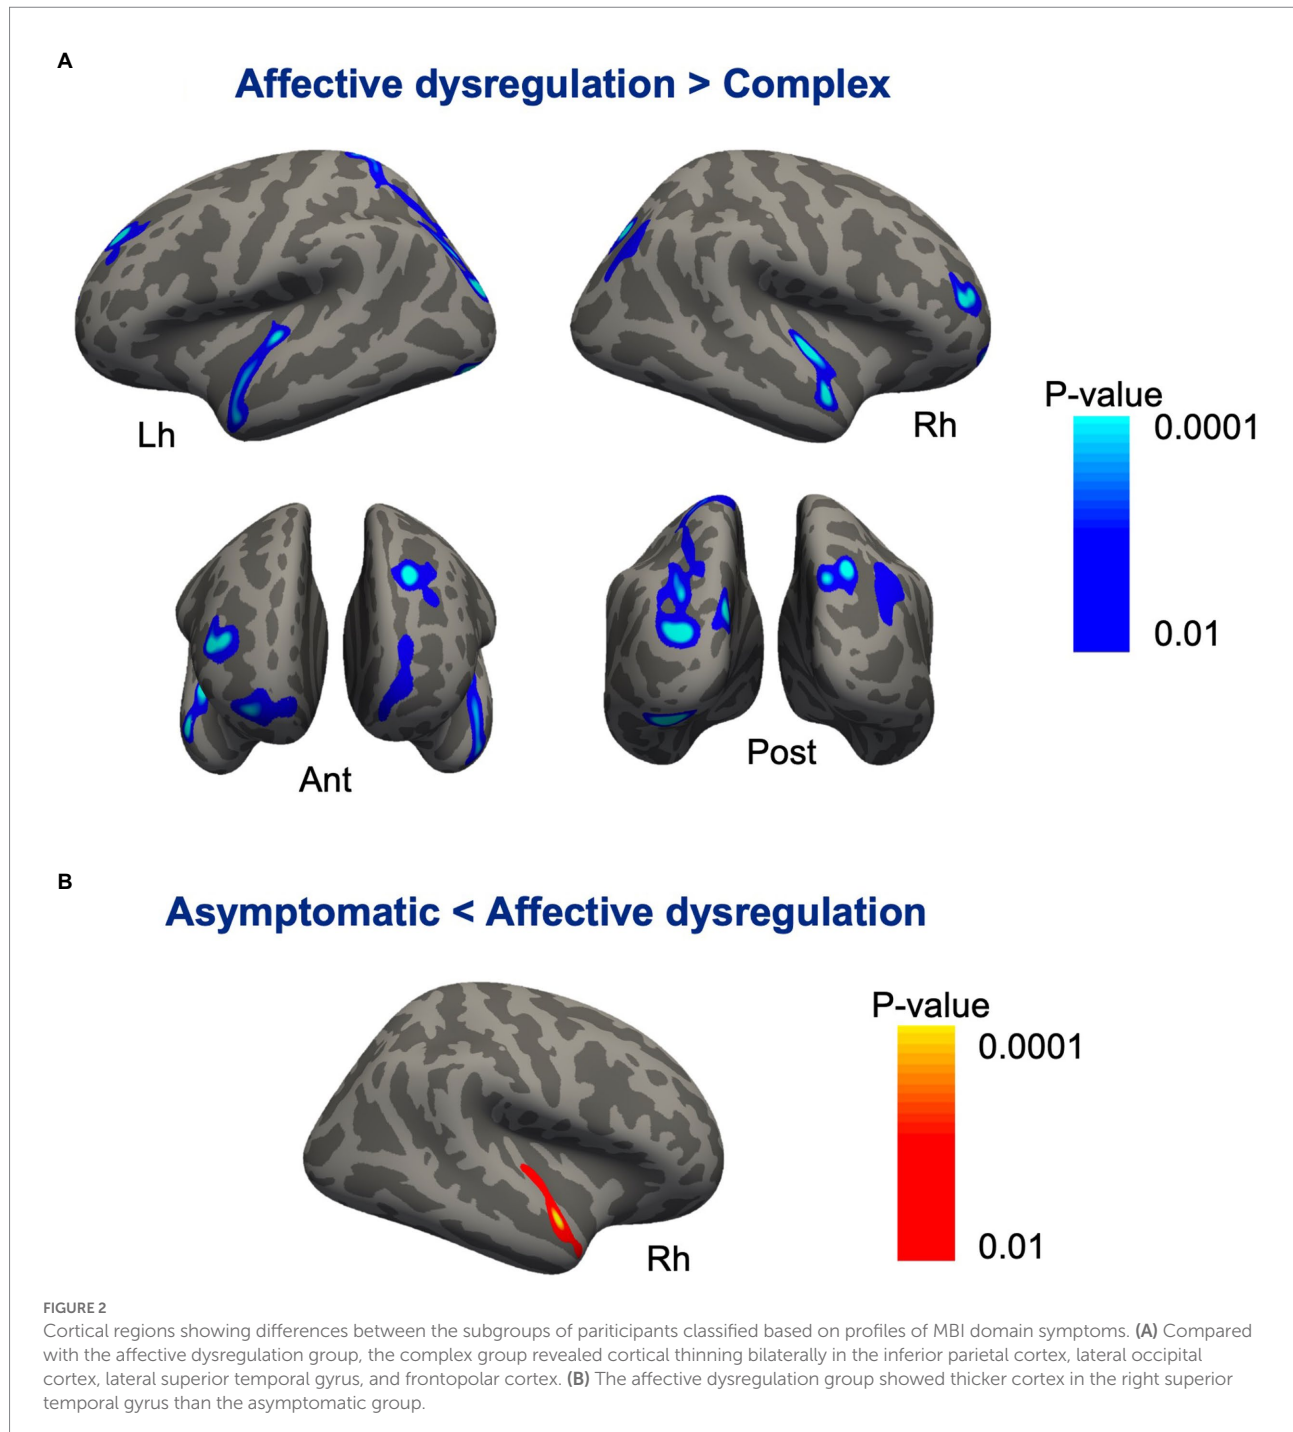 A
Affective dysregulation > Complex
Lh
Rh
P-value
0.0001
0.01
Ant
Post
B
Asymptomatic < Affective dysregulation
P-value
0.0001
0.01
Rh
FIGURE 2
Cortical regions showing differences between the subgroups of pariticipants classified based on profiles of MBI domain symptoms. (A) Compared
with the affective dysregulation group, the complex group revealed cortical thinning bilaterally in the inferior parietal cortex, lateral occipital
cortex, lateral superior temporal gyrus, and frontopolar cortex. (B) The affective dysregulation group showed thicker cortex in the right superior
temporal gyrus than the asymptomatic group.